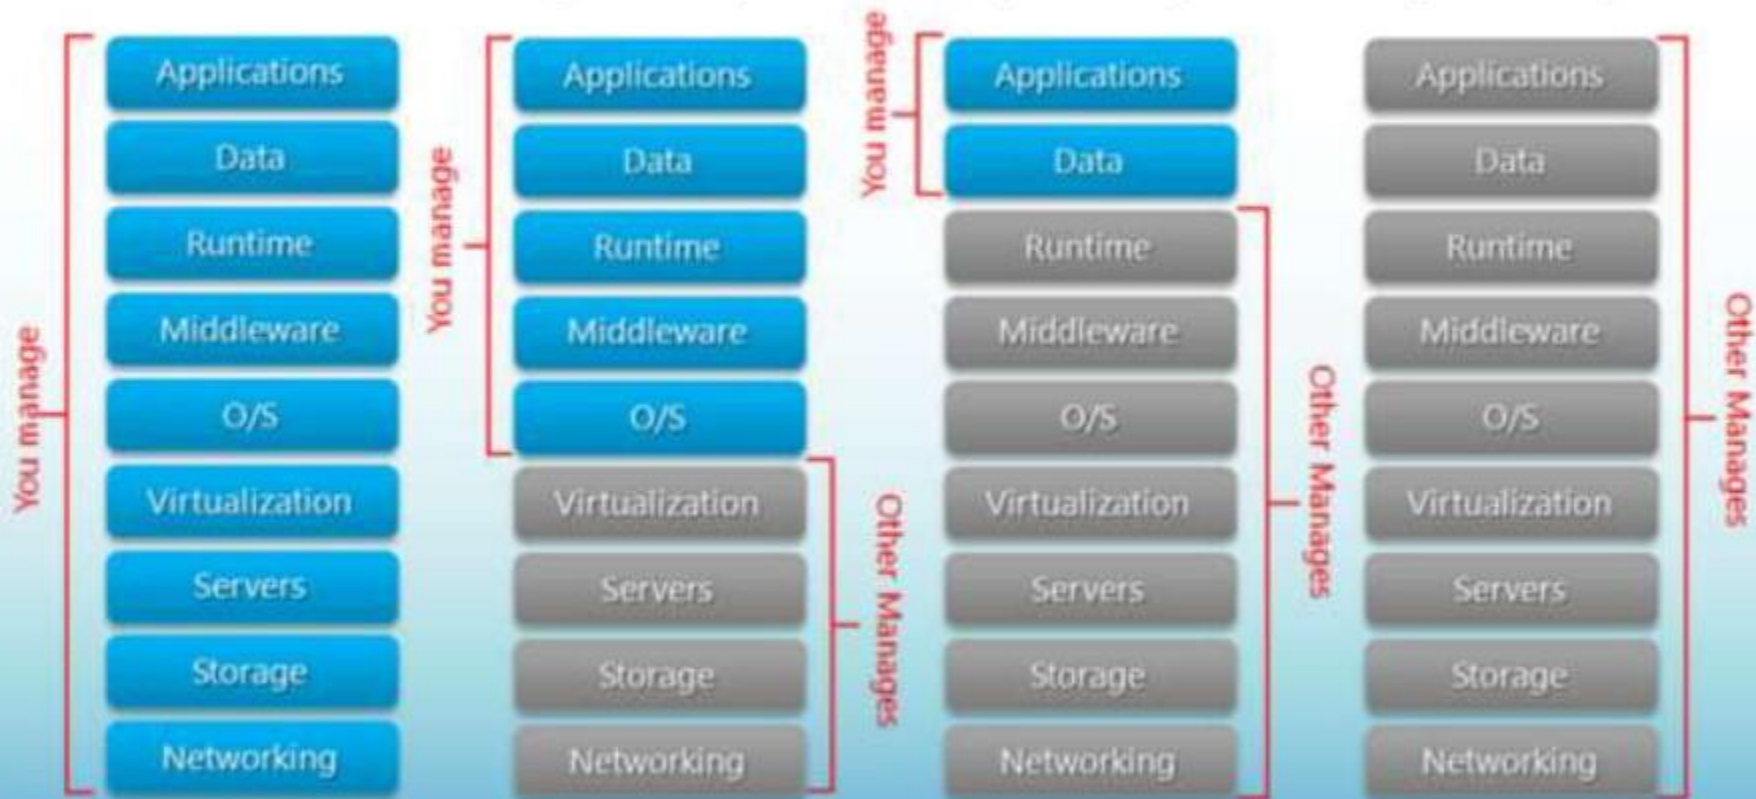 You manage
Applications
Data
Runtime
Middleware
O/S
Virtualization
Servers
Storage
Networking
You manage
Applications
Data
Runtime
Middleware
O/S
Virtualization
Servers
Storage
Networking
Other Manages
You manage
Applications
Data
Runtime
Middleware
O/S
Virtualization
Servers
Storage
Networking
Other Manages
Applications
Data
Runtime
Middleware
O/S
Virtualization
Servers
Storage
Networking
Other Manages